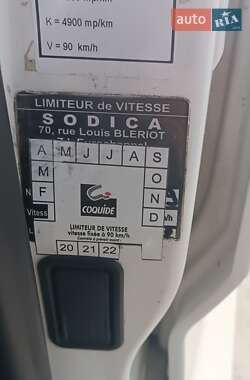 AUTO
RIA
K = 4900 mp/km
V = 90 km/h
LIMITEUR DE VITESSE
SODICA
70, rue Louis BLERIOT
A M J J A S
M O
F N
J D
COQUIDE
Vitess
LIMITEUR DE VITESSE
vitesse fixée à 90 km/h
20 21 22